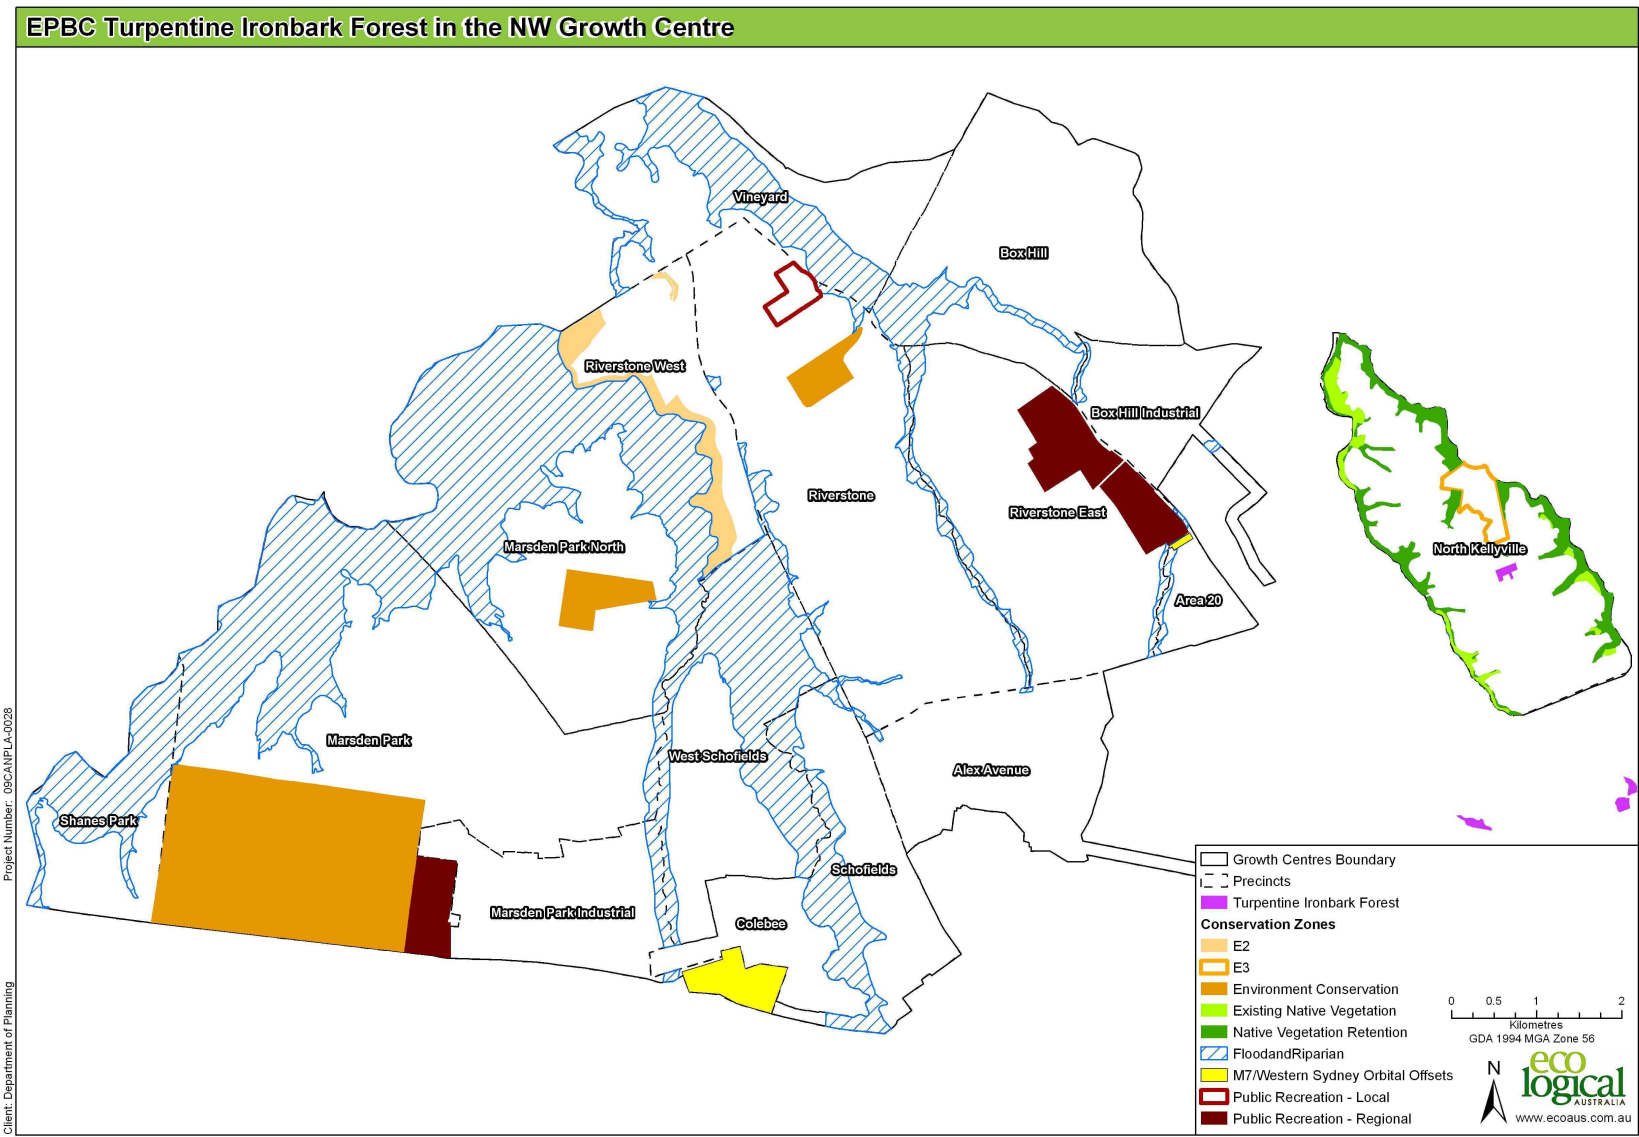 EPBC Turpentine Ironbark Forest in the NW Growth Centre
Vineyard
Box Hill
Riverstone West
Box Hill Industrial
Riverstone
Riverstone East
Marsden Park North
North Kellyville
Area 20
Marsden Park
West Schofields
Alex Avenue
Shanes Park
Schofields
Marsden Park Industrial
Colebee
Project Number: 09CANPLA-0028
Client: Department of Planning
Growth Centres Boundary
Precincts
Turpentine Ironbark Forest
Conservation Zones
E2
E3
Environment Conservation
Existing Native Vegetation
Native Vegetation Retention
FloodandRiparian
M7/Western Sydney Orbital Offsets
Public Recreation - Local
Public Recreation - Regional
0 0.5 1 2
Kilometres
GDA 1994 MGA Zone 56
N
eco
logical
AUSTRALIA
www.ecoaus.com.au